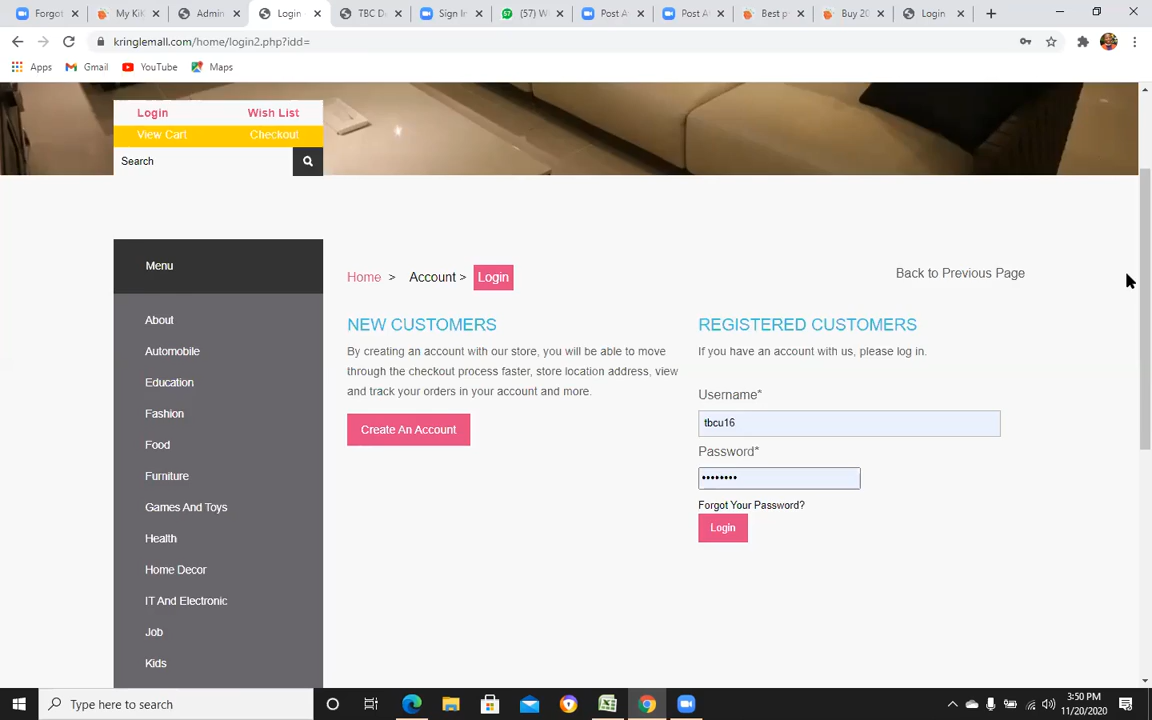 Forgot
My KiK
Admin
Login
TBC D
Sign In
(57) W
Post A
Post A
Best p
Buy 20
Login
kringlemall.com/home/login2.php?idd=
Apps
Gmail
YouTube
Maps
Login
Wish List
View Cart
Checkout
Search
Menu
Home > Account > Login
Back to Previous Page
About
Automobile
Education
Fashion
Food
Furniture
Games And Toys
Health
Home Decor
IT And Electronic
Job
Kids
NEW CUSTOMERS
By creating an account with our store, you will be able to move
through the checkout process faster, store location address, view
and track your orders in your account and more.
Create An Account
REGISTERED CUSTOMERS
If you have an account with us, please log in.
Username*
tbcu16
Password*
••••••••
Forgot Your Password?
Login
Type here to search
3:50 PM
11/20/2020